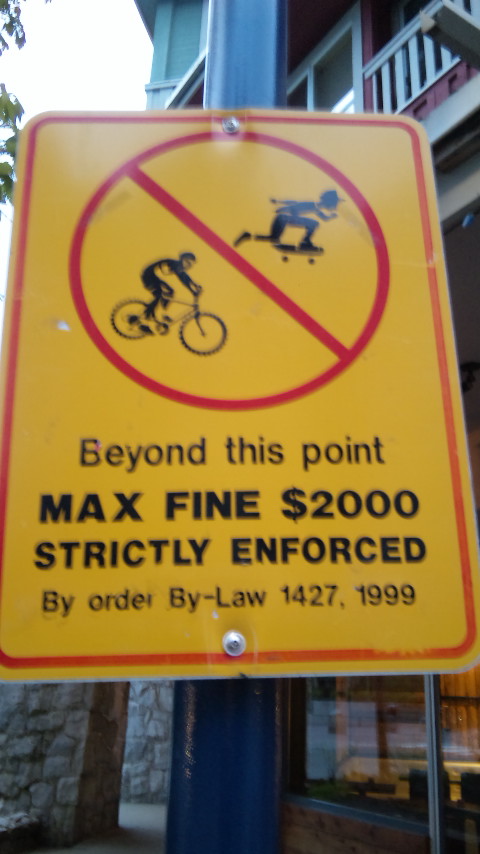 Beyond this point
MAX FINE $2000
STRICTLY ENFORCED
By order By-Law 1427, 1999